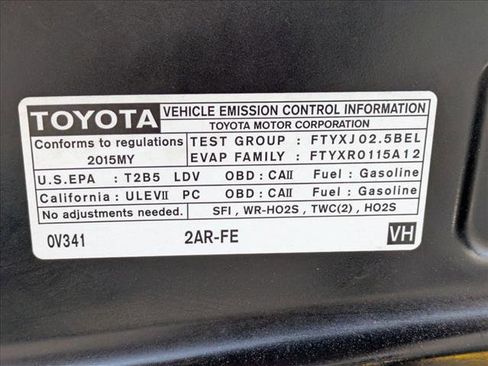 TOYOTA VEHICLE EMISSION CONTROL INFORMATION
TOYOTA MOTOR CORPORATION
Conforms to regulations
2015MY
TEST GROUP : FTYXJ02.5BEL
EVAP FAMILY : FTYXR0115A12
U.S.EPA : T2B5 LDV OBD : CAII Fuel : Gasoline
California : ULEVII PC OBD : CAII Fuel : Gasoline
No adjustments needed. SFI , WR-HO2S , TWC(2) , HO2S
0V341 2AR-FE VH